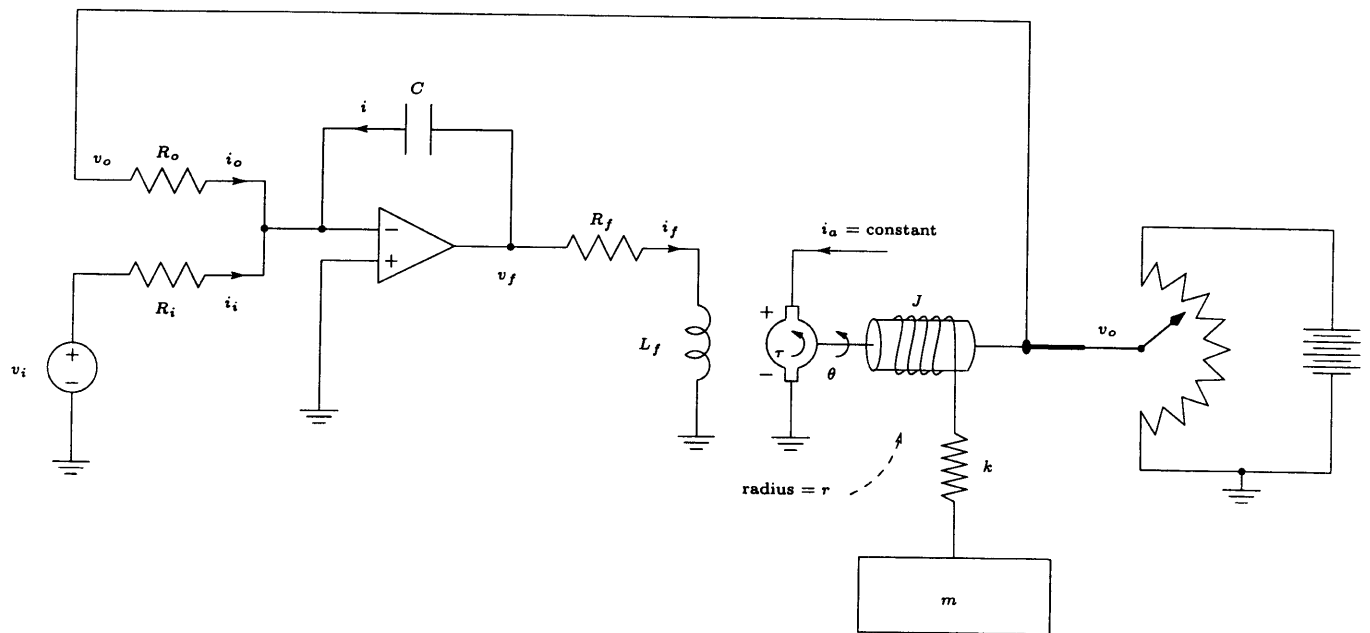 C
i
v_o
R_o
i_o
−
+
R_i
i_i
v_i
+
−
v_f
R_f
i_f
L_f
i_a = constant
+
−
τ
θ
J
v_o
radius = r
k
m